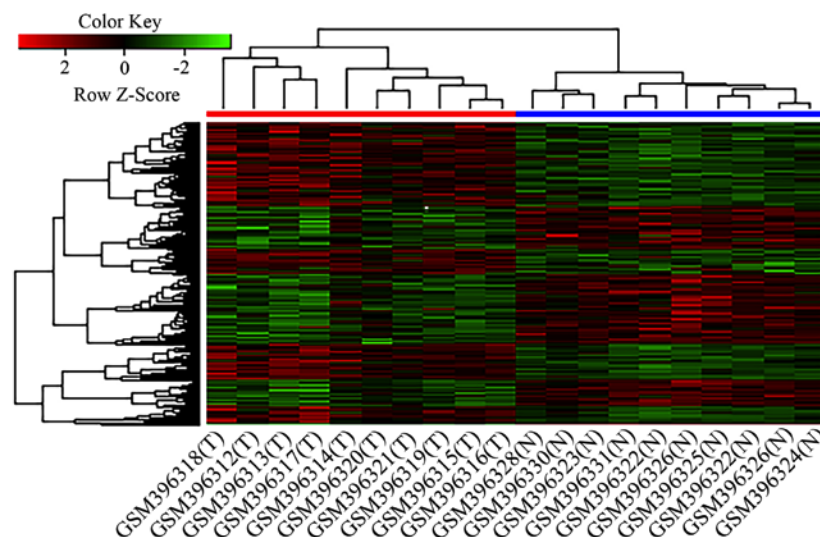 Color Key
2 0 -2
Row Z-Score
GSM396318(T)
GSM396312(T)
GSM396313(T)
GSM396317(T)
GSM396314(T)
GSM396320(T)
GSM396321(T)
GSM396319(T)
GSM396315(T)
GSM396316(T)
GSM396328(N)
GSM396330(N)
GSM396323(N)
GSM396331(N)
GSM396322(N)
GSM396326(N)
GSM396325(N)
GSM396322(N)
GSM396326(N)
GSM396324(N)